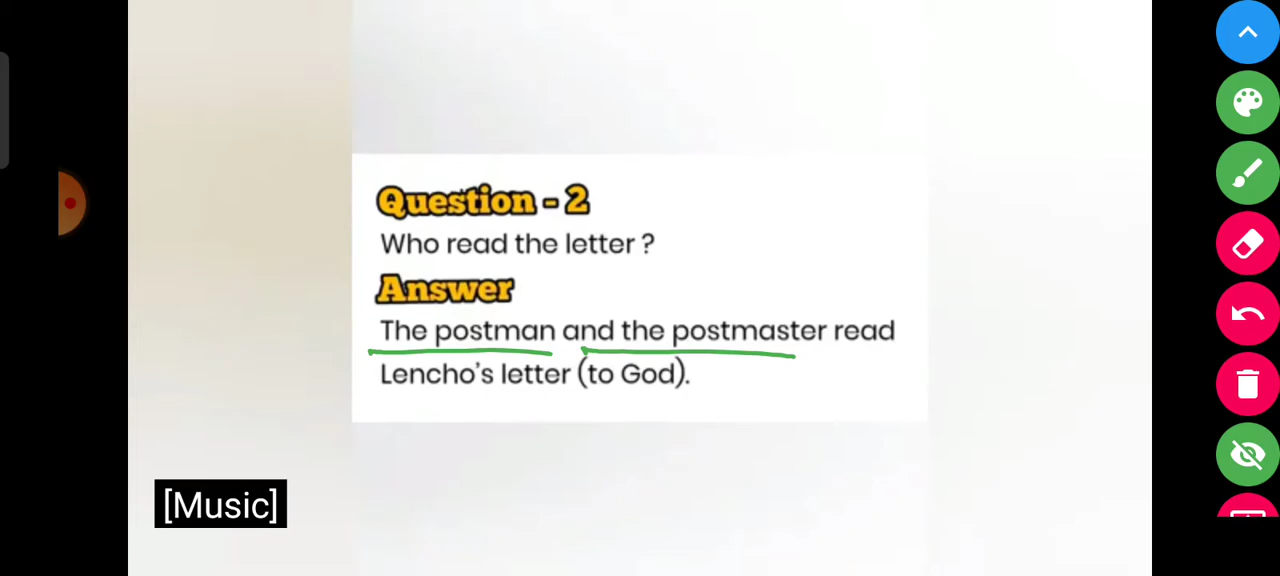 Question - 2
Who read the letter ?
Answer
The postman and the postmaster read
Lencho's letter (to God).
[Music]